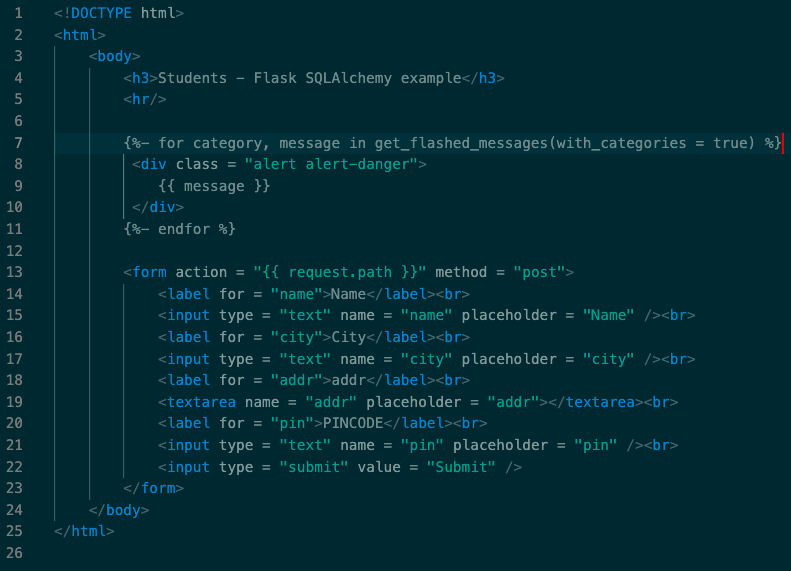 1 <!DOCTYPE html>
2 <html>
3 <body>
4 <h3>Students - Flask SQLAlchemy example</h3>
5 <hr/>
6
7 {%- for category, message in get_flashed_messages(with_categories = true) %}
8 <div class = "alert alert-danger">
9 {{ message }}
10 </div>
11 {%- endfor %}
12
13 <form action = "{{ request.path }}" method = "post">
14 <label for = "name">Name</label><br>
15 <input type = "text" name = "name" placeholder = "Name" /><br>
16 <label for = "city">City</label><br>
17 <input type = "text" name = "city" placeholder = "city" /><br>
18 <label for = "addr">addr</label><br>
19 <textarea name = "addr" placeholder = "addr"></textarea><br>
20 <label for = "pin">PINCODE</label><br>
21 <input type = "text" name = "pin" placeholder = "pin" /><br>
22 <input type = "submit" value = "Submit" />
23 </form>
24 </body>
25 </html>
26